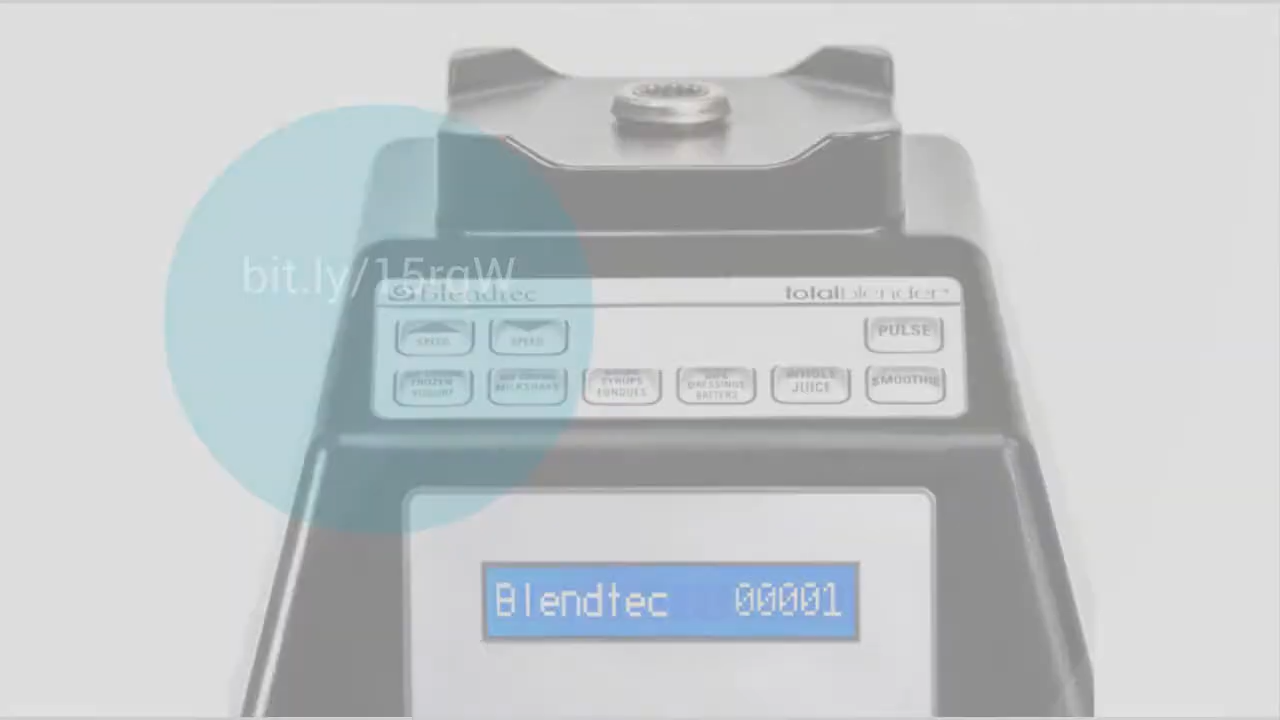 bit.ly/15rqW
blendtec totalblender
SPEED SPEED PULSE
FROZEN YOGURT MILKSHAKE SYRUPS FONDUES DRESSINGS BATTERS WHOLE JUICE SMOOTHIE
Blendtec 00001